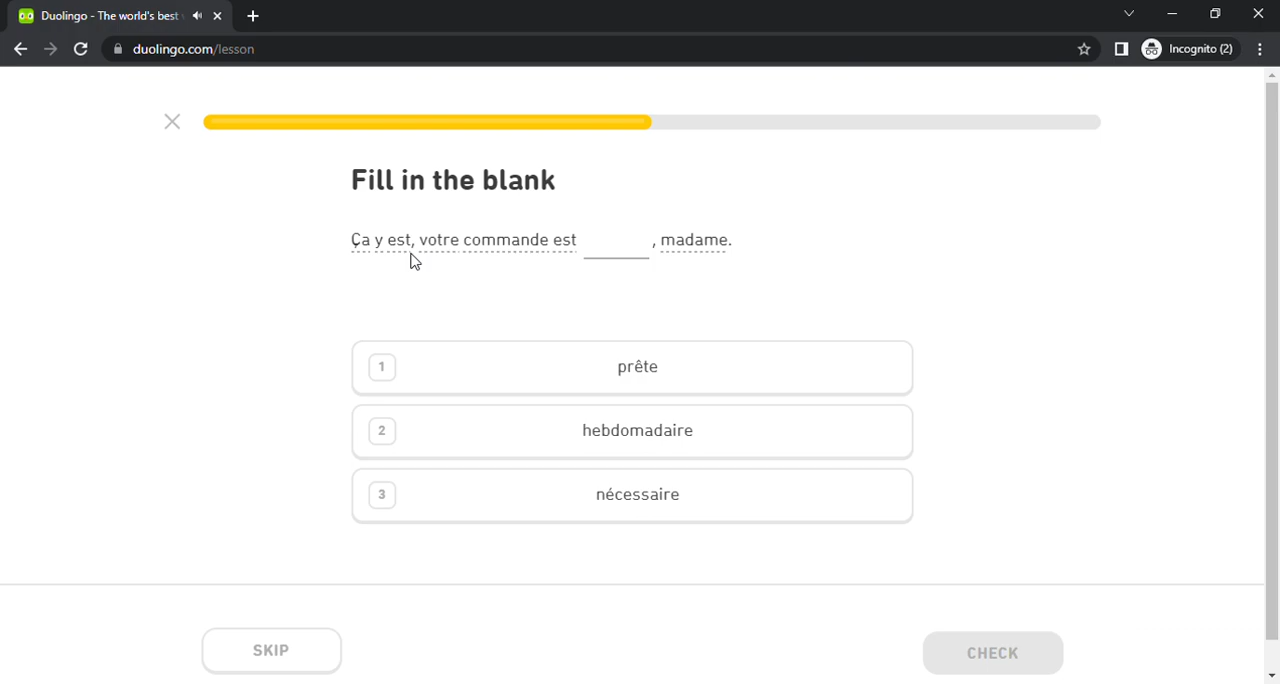 Duolingo - The world's best
duolingo.com/lesson
Incognito (2)
Fill in the blank
Ça y est, votre commande est ______ , madame.
1 prête
2 hebdomadaire
3 nécessaire
SKIP
CHECK